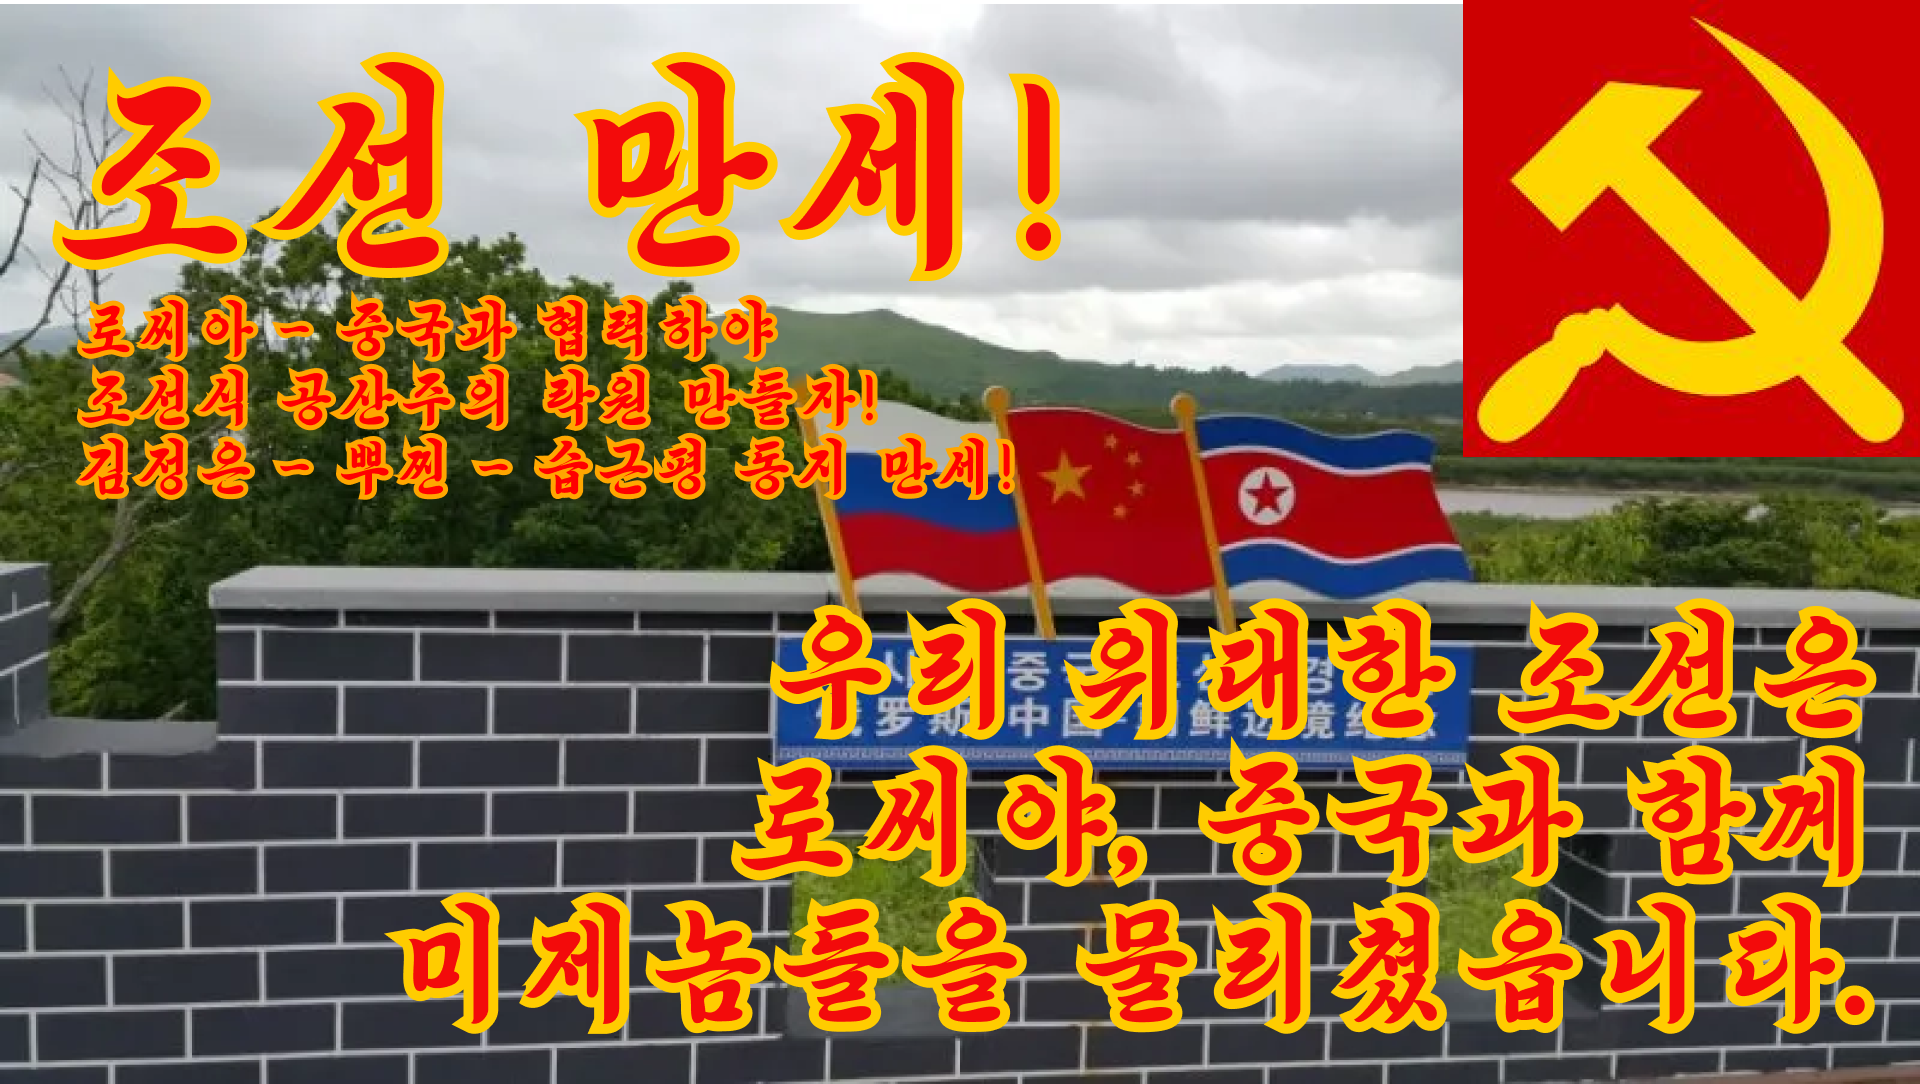 조선 만세!
로씨아 - 중국과 협력하야
조선식 공산주의 락원 만들자!
김정은 - 뿌찐 - 습근평 동지 만세!
우리 위대한 조선은
로씨야, 중국과 함께
미제놈들을 물리쳤읍니다.